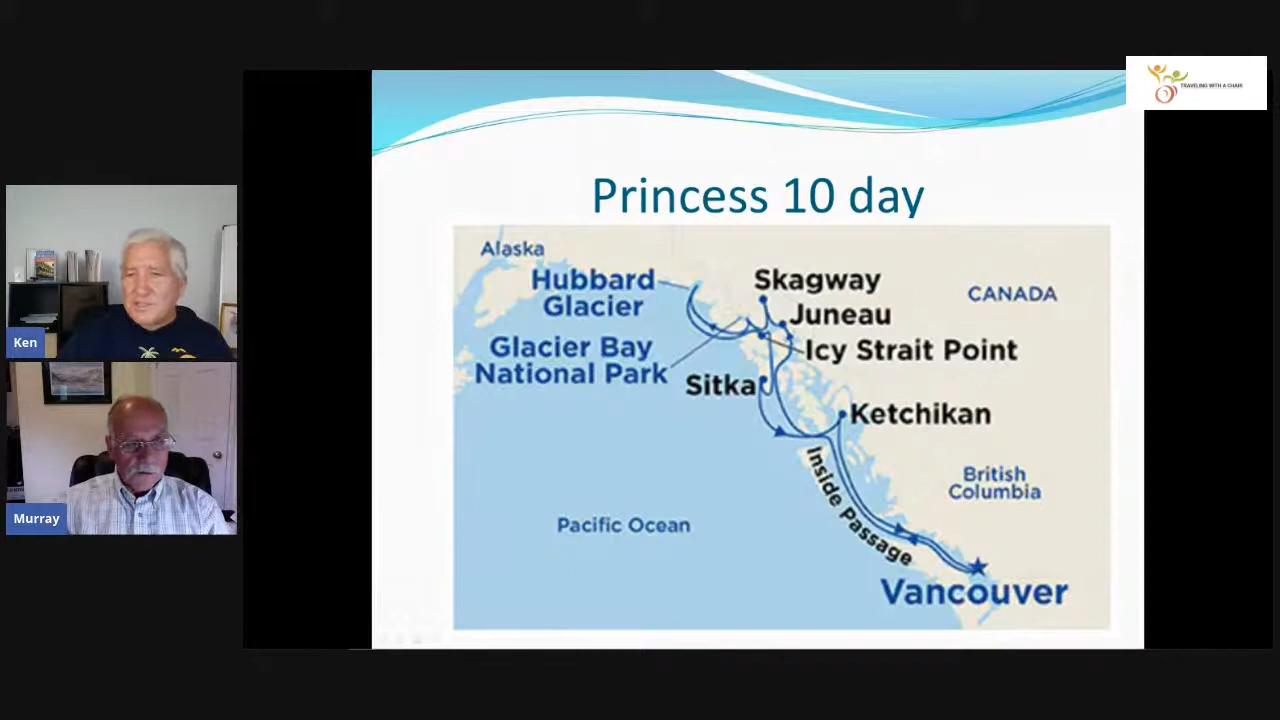 TRAVELING WITH A CHAIR
Princess 10 day
Alaska
Hubbard
Glacier
Skagway
CANADA
Juneau
Glacier Bay
National Park
Icy Strait Point
Sitka
Ketchikan
British
Columbia
Inside Passage
Pacific Ocean
Vancouver
Ken
Murray